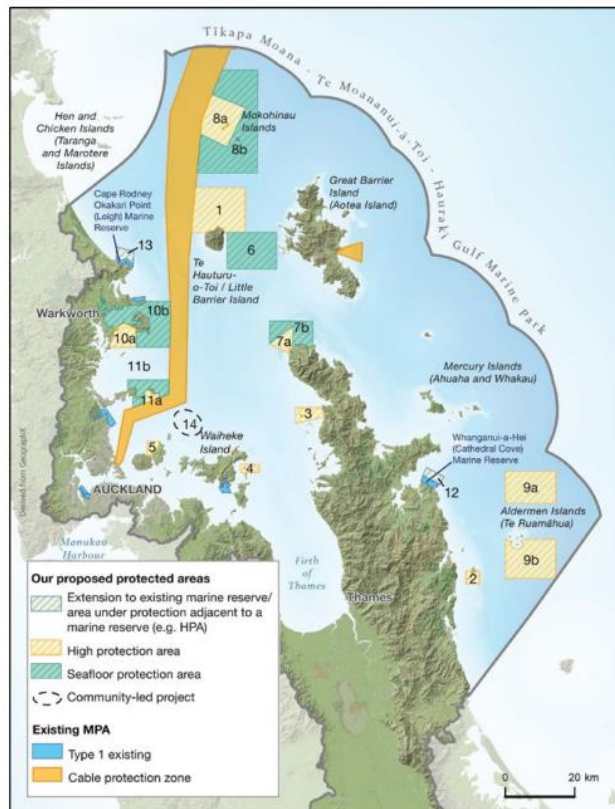 Tīkapa Moana - Te Moananui-ā-Toi - Hauraki Gulf Marine Park
Hen and
Chicken Islands
(Taranga
and Marotere
Islands)
8a
Mokohinau
Islands
8b
Cape Rodney
Okakari Point
(Leigh) Marine
Reserve
13
Great Barrier
Island
(Aotea Island)
1
6
Te
Hauturu-
o-Toi / Little
Barrier Island
Warkworth
10b
10a
7b
7a
11b
11a
Mercury Islands
(Ahuaha and Whakau)
14
3
Waiheke
Island
5
4
Whanganui-a-Hei
(Cathedral Cove)
Marine Reserve
12
AUCKLAND
9a
Aldermen Islands
(Te Ruamāhua)
9b
Manukau
Harbour
Derived from Geographx
Firth
of
Thames
2
Thames
Our proposed protected areas
Extension to existing marine reserve/
area under protection adjacent to a
marine reserve (e.g. HPA)
High protection area
Seafloor protection area
Community-led project
Existing MPA
Type 1 existing
Cable protection zone
0 20 km